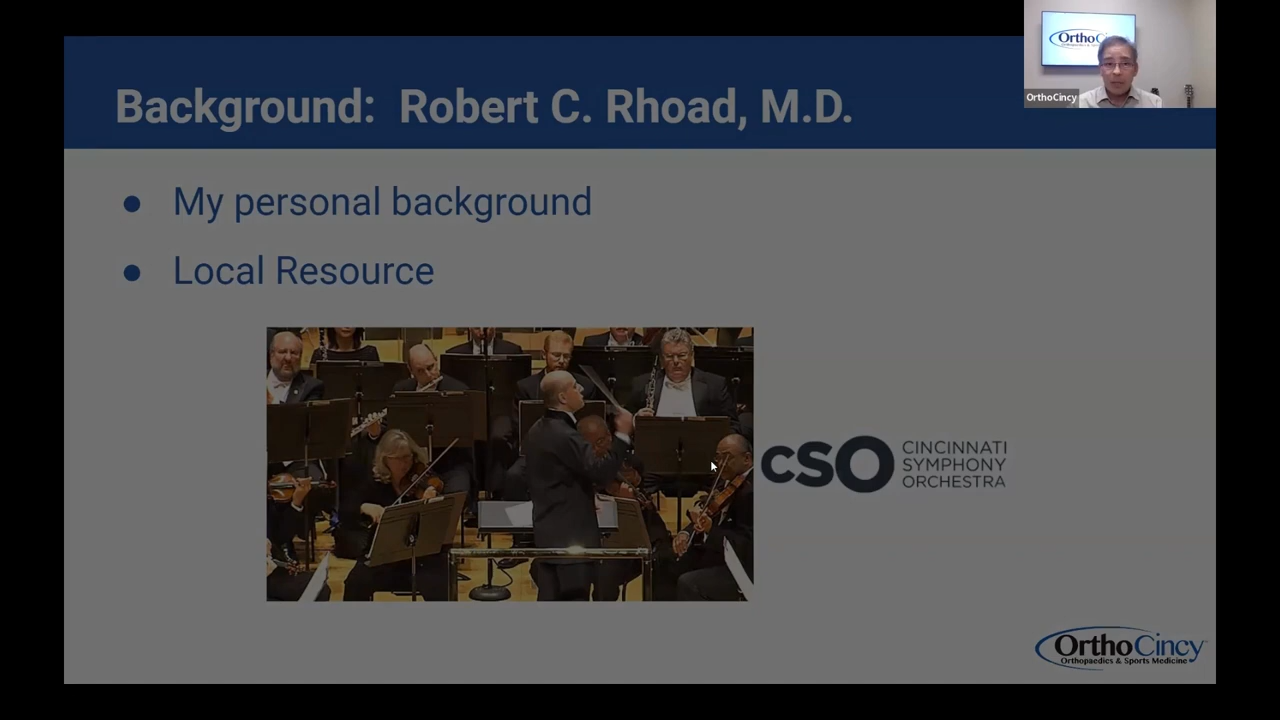 Background: Robert C. Rhoad, M.D.
OrthoCincy
My personal background
Local Resource
CSO CINCINNATI
SYMPHONY
ORCHESTRA
OrthoCincy
Orthopaedics & Sports Medicine